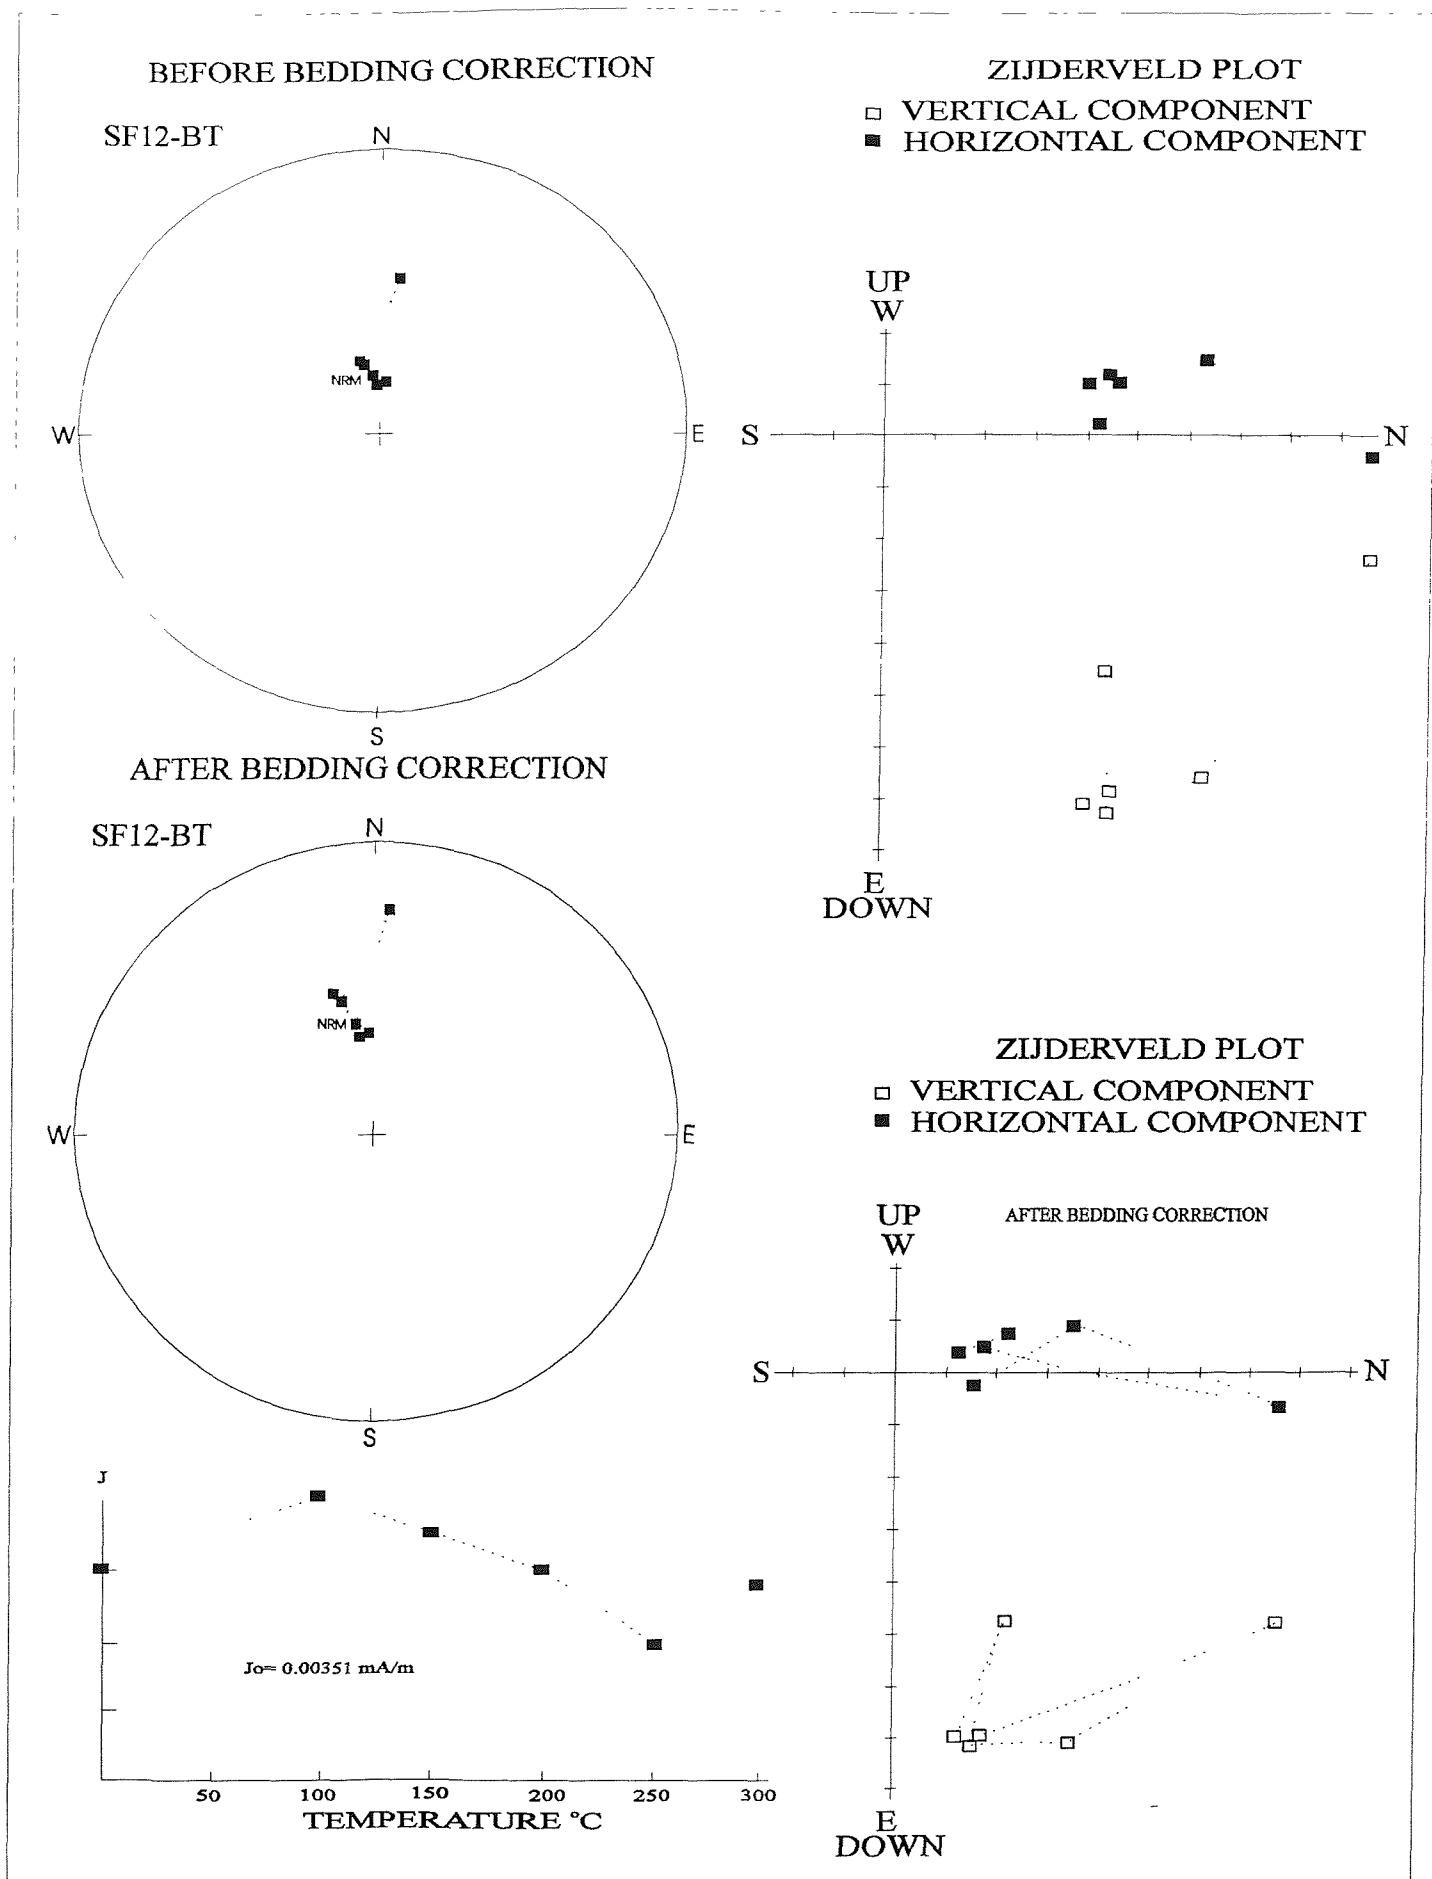 BEFORE BEDDING CORRECTION
SF12-BT
N
NRM
W
E
S
ZIJDERVELD PLOT
VERTICAL COMPONENT
HORIZONTAL COMPONENT
UP
W
S
N
E
DOWN
AFTER BEDDING CORRECTION
SF12-BT
N
NRM
W
E
S
ZIJDERVELD PLOT
VERTICAL COMPONENT
HORIZONTAL COMPONENT
UP
W
AFTER BEDDING CORRECTION
S
N
E
DOWN
J
Jo= 0.00351 mA/m
50 100 150 200 250 300
TEMPERATURE °C